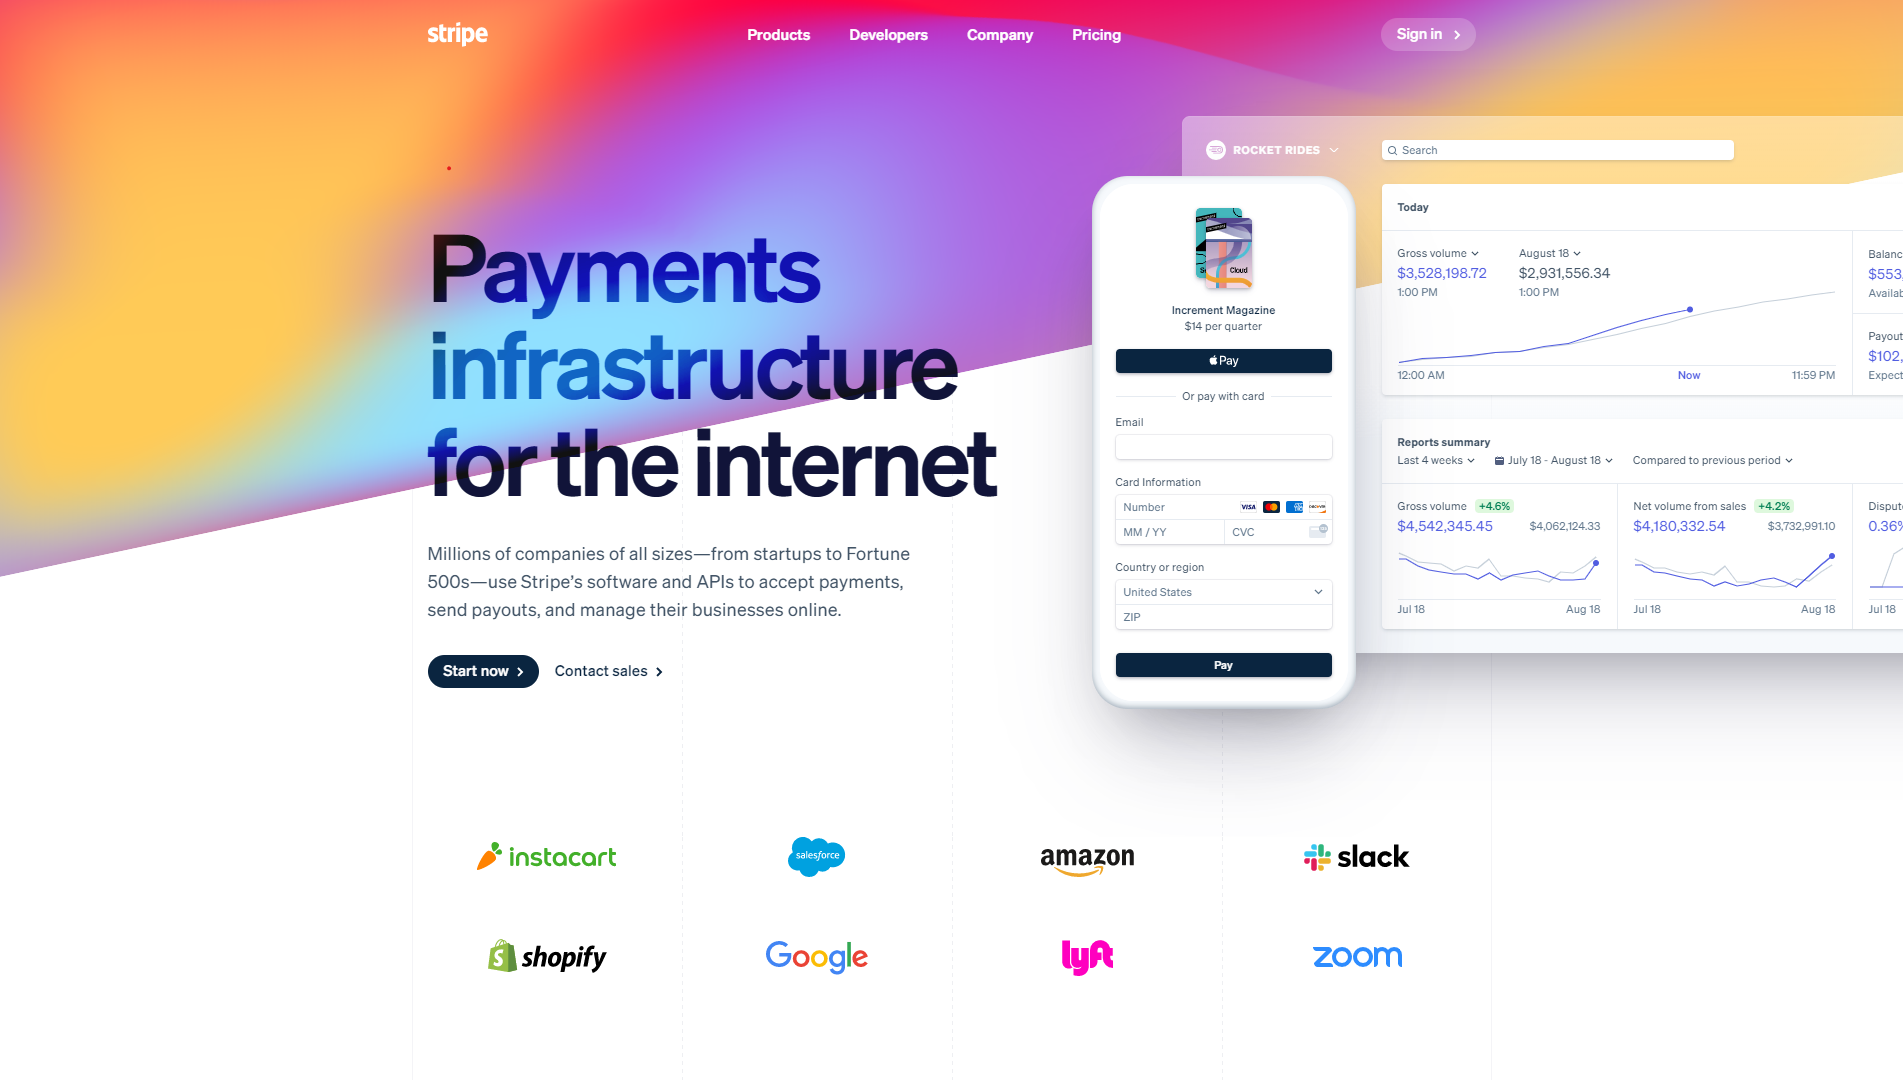 stripe
Products Developers Company Pricing
Sign in
Payments
infrastructure
for the internet
Millions of companies of all sizes—from startups to Fortune
500s—use Stripe’s software and APIs to accept payments,
send payouts, and manage their businesses online.
Start now
Contact sales
Cloud
Increment Magazine
$14 per quarter
Pay
Or pay with card
Email
Card Information
Number
VISA
MM / YY
CVC
Country or region
United States
ZIP
Pay
ROCKET RIDES
Search
Today
Gross volume
$3,528,198.72
1:00 PM
August 18
$2,931,556.34
1:00 PM
12:00 AM
Now
11:59 PM
Balanc
$553,
Availab
Payout
$102,
Expect
Reports summary
Last 4 weeks
July 18 - August 18
Compared to previous period
Gross volume +4.6%
$4,542,345.45 $4,062,124.33
Jul 18 Aug 18
Net volume from sales +4.2%
$4,180,332.54 $3,732,991.10
Jul 18 Aug 18
Dispute
0.36%
Jul 18
instacart
salesforce
amazon
slack
shopify
Google
lyft
zoom